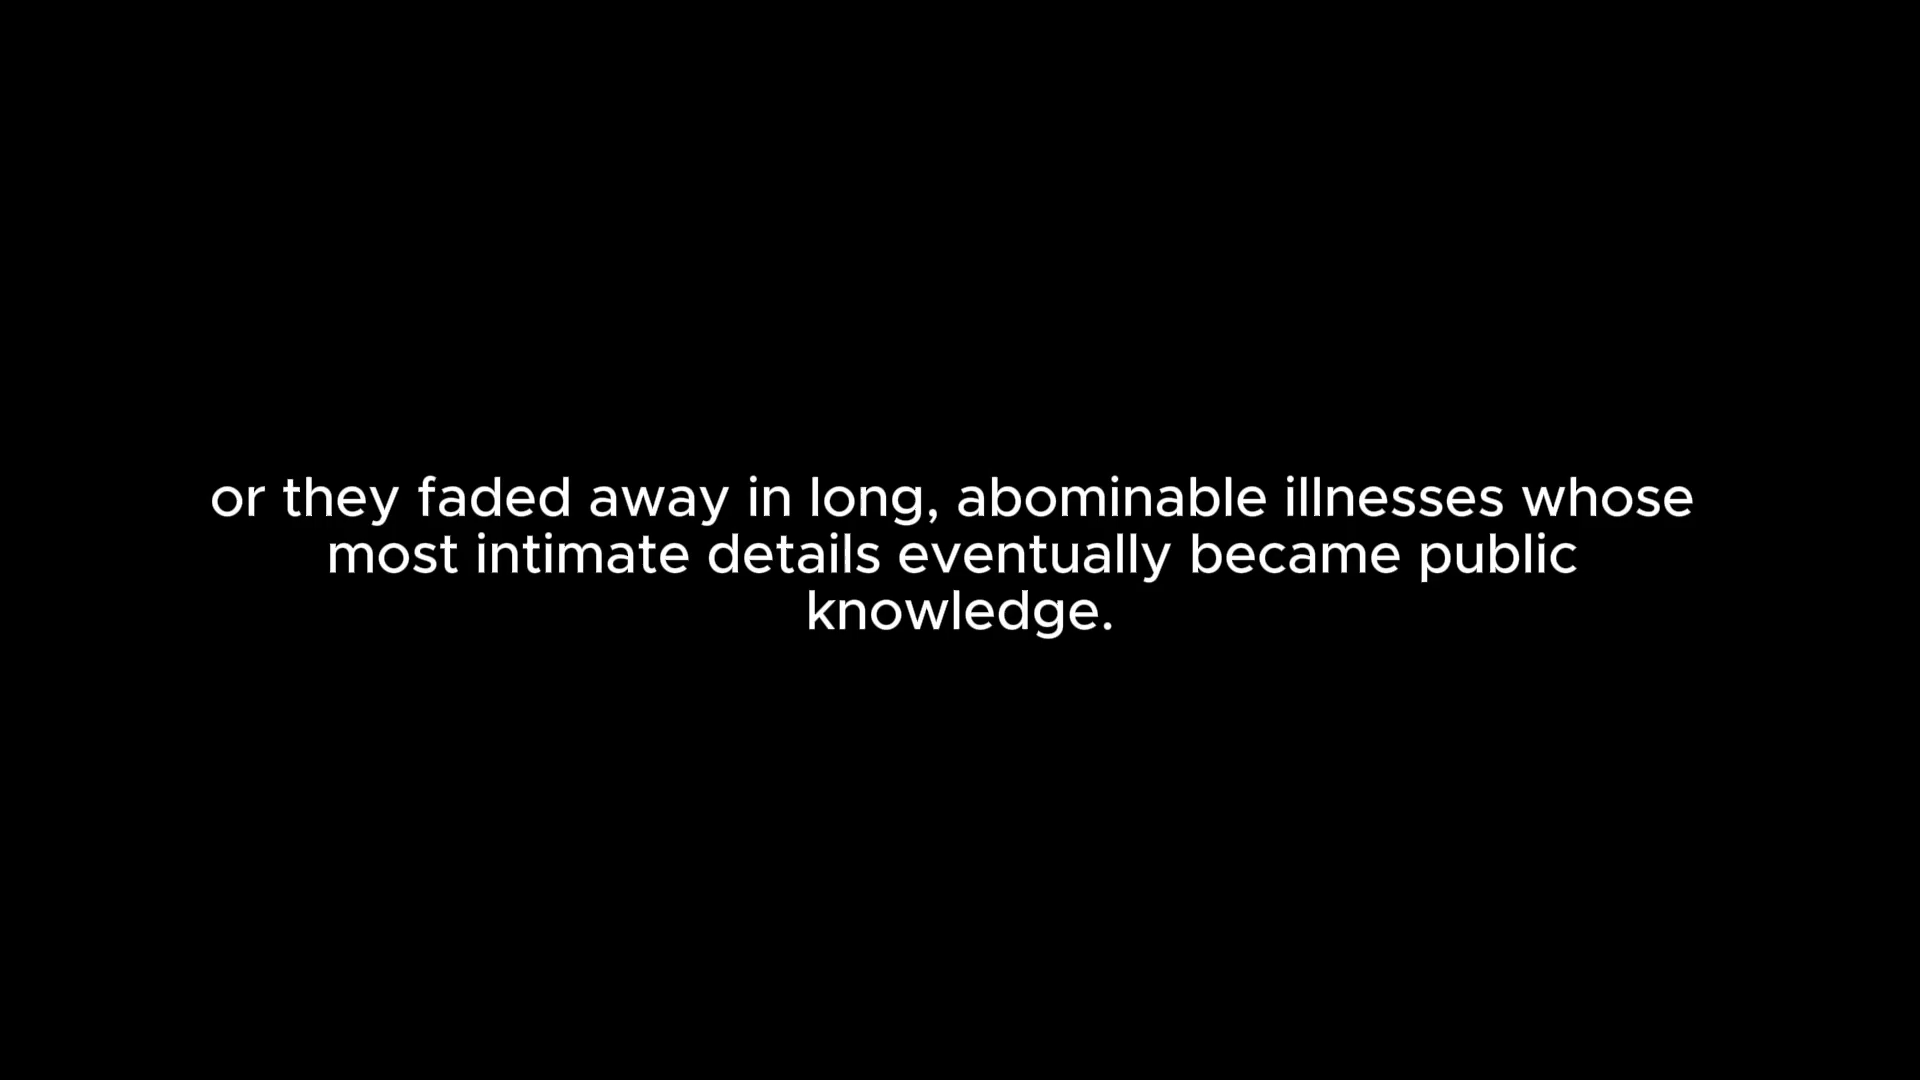 or they faded away in long, abominable illnesses whose
most intimate details eventually became public
knowledge.